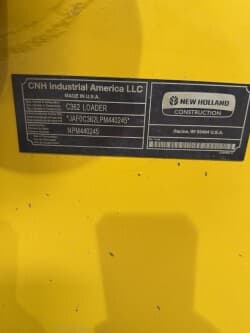 CNH Industrial America LLC
MADE IN U.S.A.
C362 LOADER
*JAF0C362LPM440245*
NPM440245
NEW HOLLAND
CONSTRUCTION
Racine, WI 53404 U.S.A.